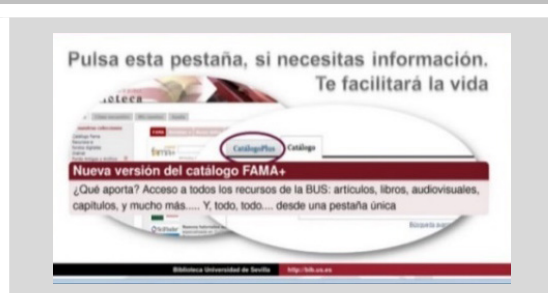 Pulsa esta pestaña, si necesitas información.
Te facilitará la vida
CatálogoPlus Catálogo
Nueva versión del catálogo FAMA+
¿Qué aporta? Acceso a todos los recursos de la BUS: artículos, libros, audiovisuales,
capítulos, y mucho más..... Y, todo, todo.... desde una pestaña única
Biblioteca Universidad de Sevilla http://bib.us.es